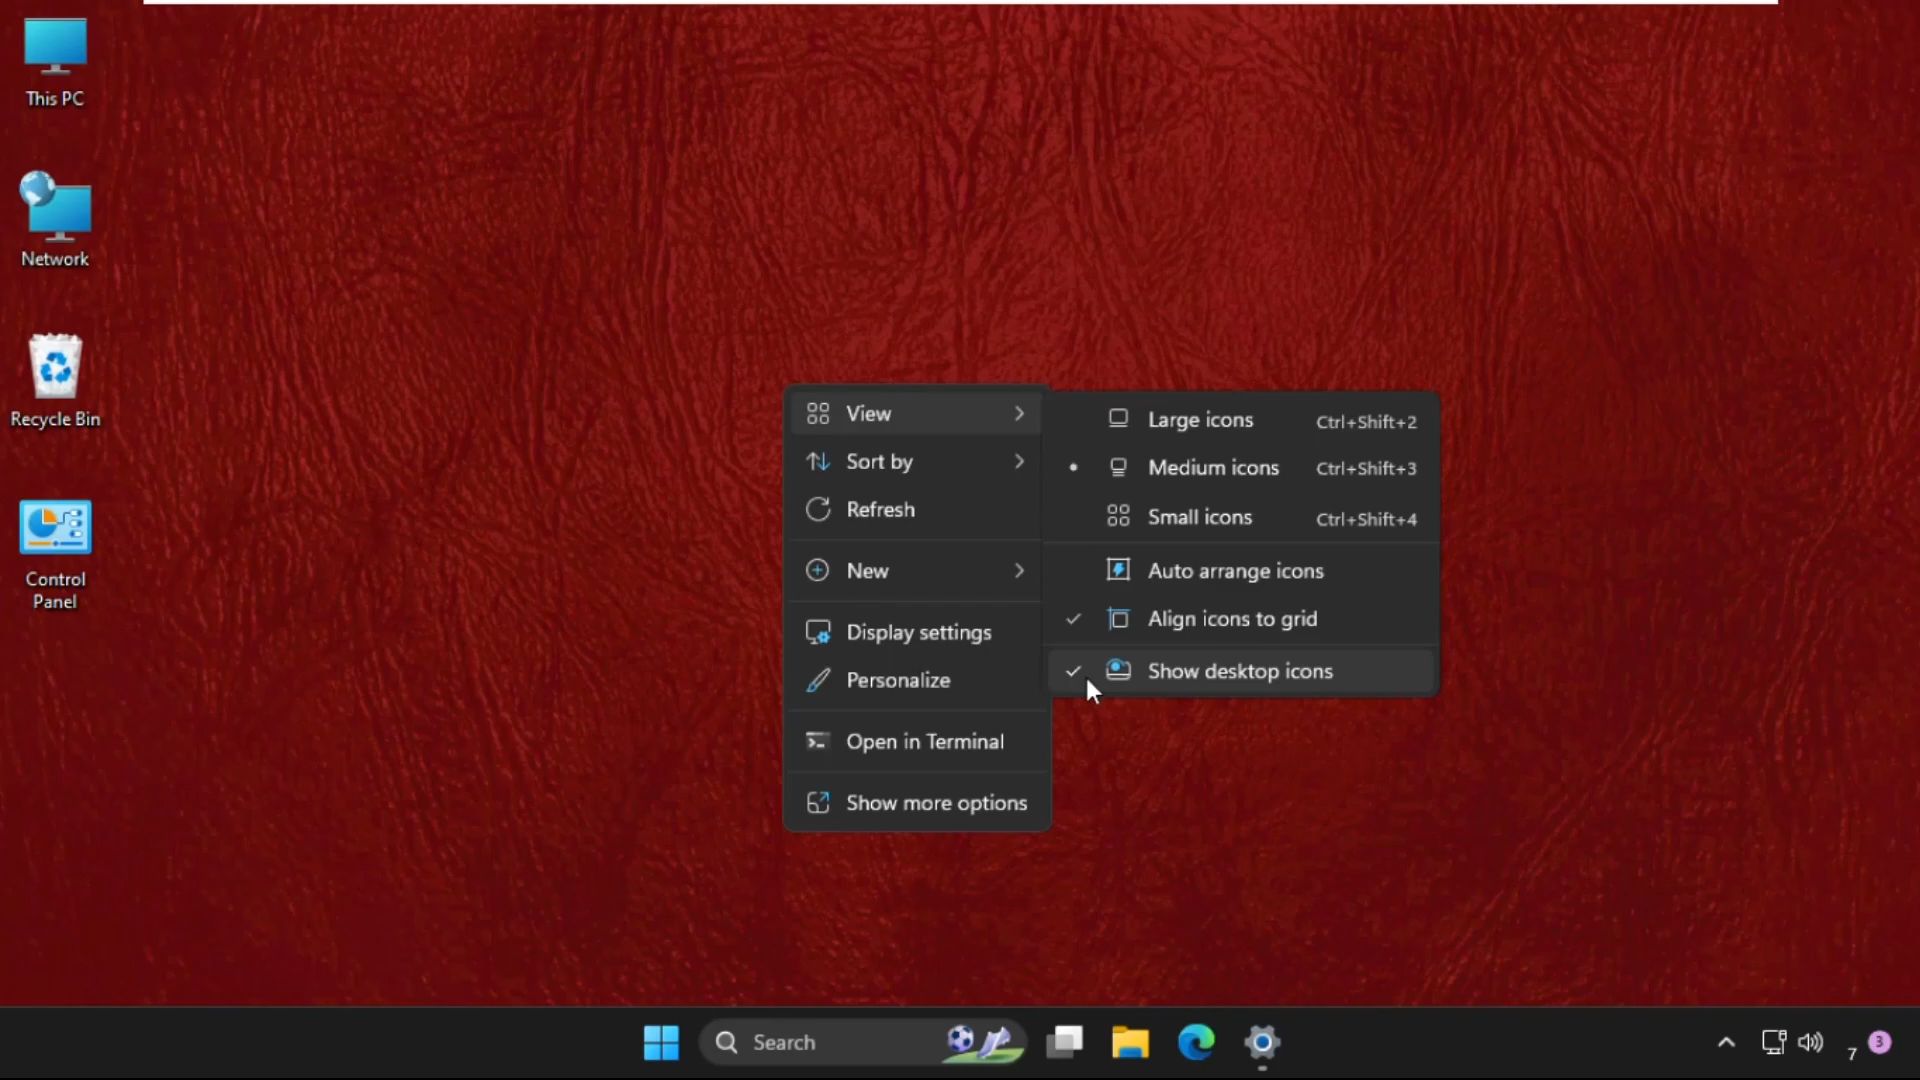 This PC
Network
Recycle Bin
Control
Panel
View
Sort by
Refresh
New
Display settings
Personalize
Open in Terminal
Show more options
Large icons Ctrl+Shift+2
Medium icons Ctrl+Shift+3
Small icons Ctrl+Shift+4
Auto arrange icons
Align icons to grid
Show desktop icons
Search
7
3